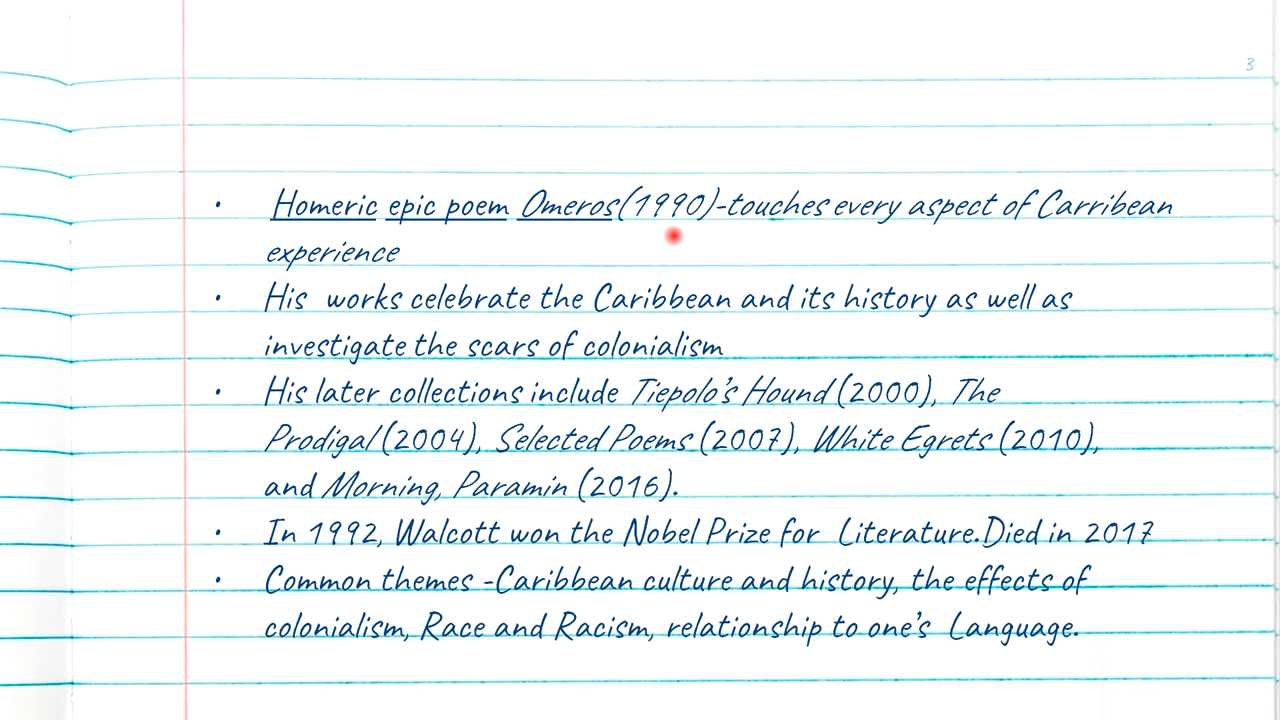 3
• Homeric epic poem Omeros(1990)-touches every aspect of Carribean
experience
• His works celebrate the Caribbean and its history as well as
investigate the scars of colonialism
• His later collections include Tiepolo's Hound (2000), The
Prodigal (2004), Selected Poems (2007), White Egrets (2010),
and Morning, Paramin (2016).
• In 1992, Walcott won the Nobel Prize for Literature.Died in 2017
• Common themes -Caribbean culture and history, the effects of
colonialism, Race and Racism, relationship to one's Language.